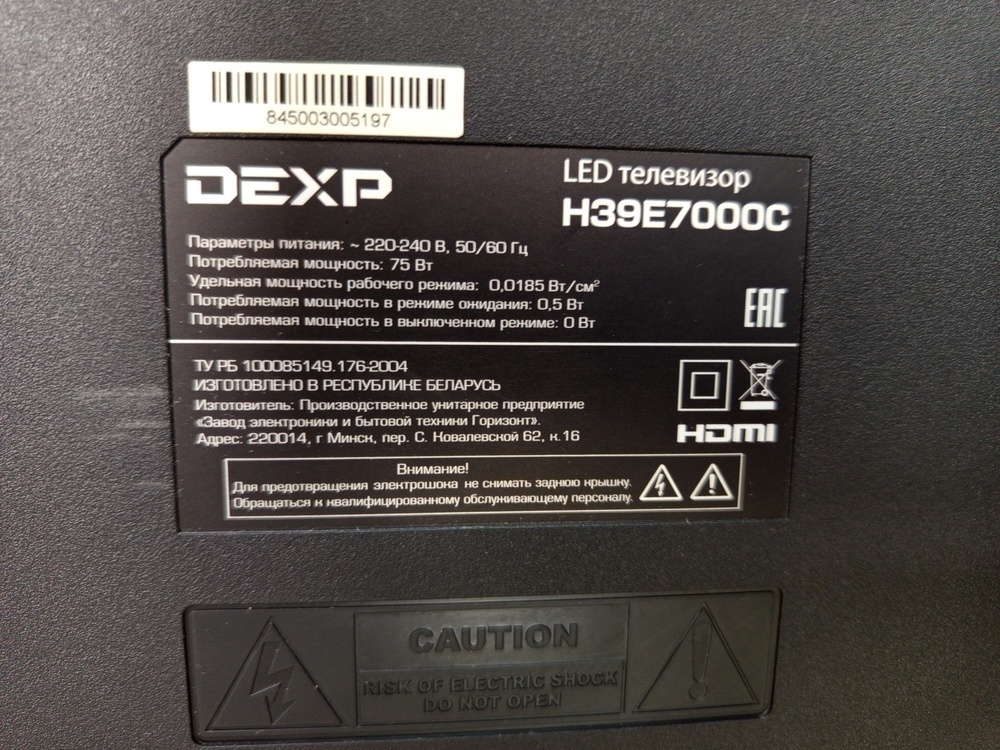 845003005197
DEXP
LED телевизор
H39E7000C
Параметры питания: ~ 220-240 В, 50/60 Гц
Потребляемая мощность: 75 Вт
Удельная мощность рабочего режима: 0,0185 Вт/см²
Потребляемая мощность в режиме ожидания: 0,5 Вт
Потребляемая мощность в выключенном режиме: 0 Вт
EAC
ТУ РБ 100085149.176-2004
ИЗГОТОВЛЕНО В РЕСПУБЛИКЕ БЕЛАРУСЬ
Изготовитель: Производственное унитарное предприятие
«Завод электроники и бытовой техники Горизонт».
Адрес: 220014, г Минск, пер. С. Ковалевской 62, к.16
HDMI
Внимание!
Для предотвращения электрошока не снимать заднюю крышку.
Обращаться к квалифицированному обслуживающему персоналу.
CAUTION
RISK OF ELECTRIC SHOCK
DO NOT OPEN